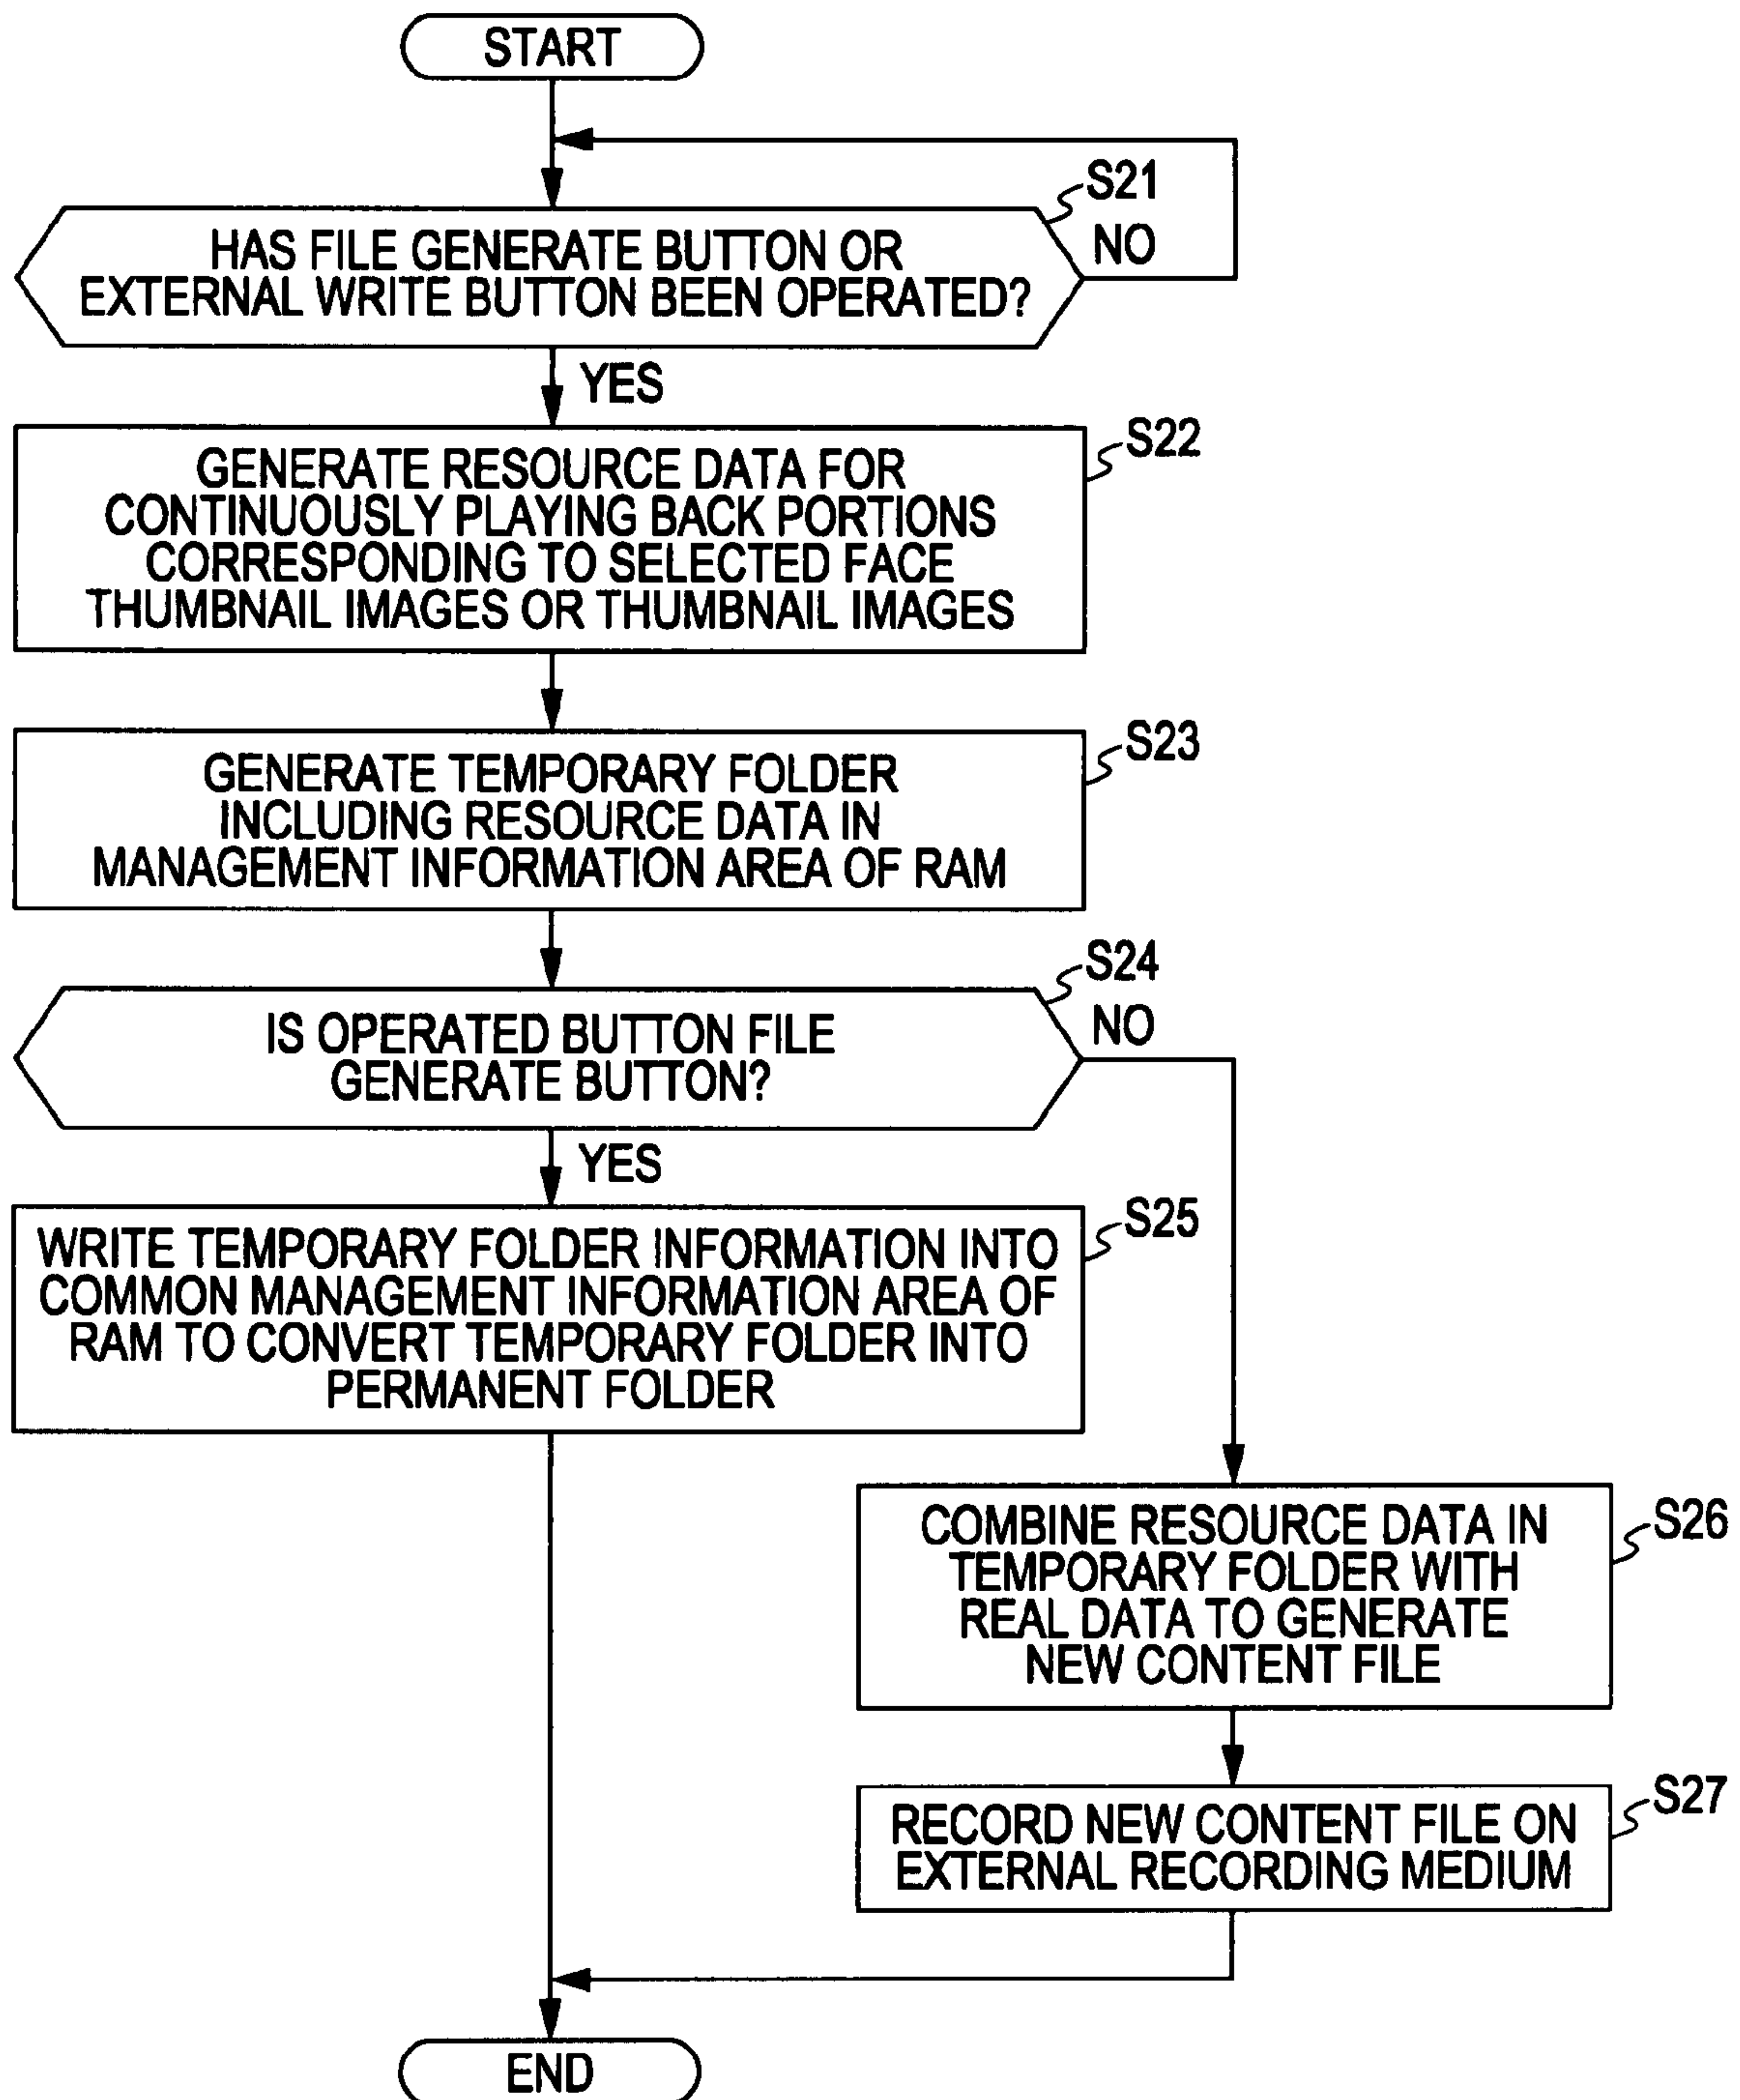 START
S21
HAS FILE GENERATE BUTTON OR
EXTERNAL WRITE BUTTON BEEN OPERATED?
NO
YES
S22
GENERATE RESOURCE DATA FOR
CONTINUOUSLY PLAYING BACK PORTIONS
CORRESPONDING TO SELECTED FACE
THUMBNAIL IMAGES OR THUMBNAIL IMAGES
S23
GENERATE TEMPORARY FOLDER
INCLUDING RESOURCE DATA IN
MANAGEMENT INFORMATION AREA OF RAM
S24
IS OPERATED BUTTON FILE
GENERATE BUTTON?
NO
YES
S25
WRITE TEMPORARY FOLDER INFORMATION INTO
COMMON MANAGEMENT INFORMATION AREA OF
RAM TO CONVERT TEMPORARY FOLDER INTO
PERMANENT FOLDER
S26
COMBINE RESOURCE DATA IN
TEMPORARY FOLDER WITH
REAL DATA TO GENERATE
NEW CONTENT FILE
S27
RECORD NEW CONTENT FILE ON
EXTERNAL RECORDING MEDIUM
END